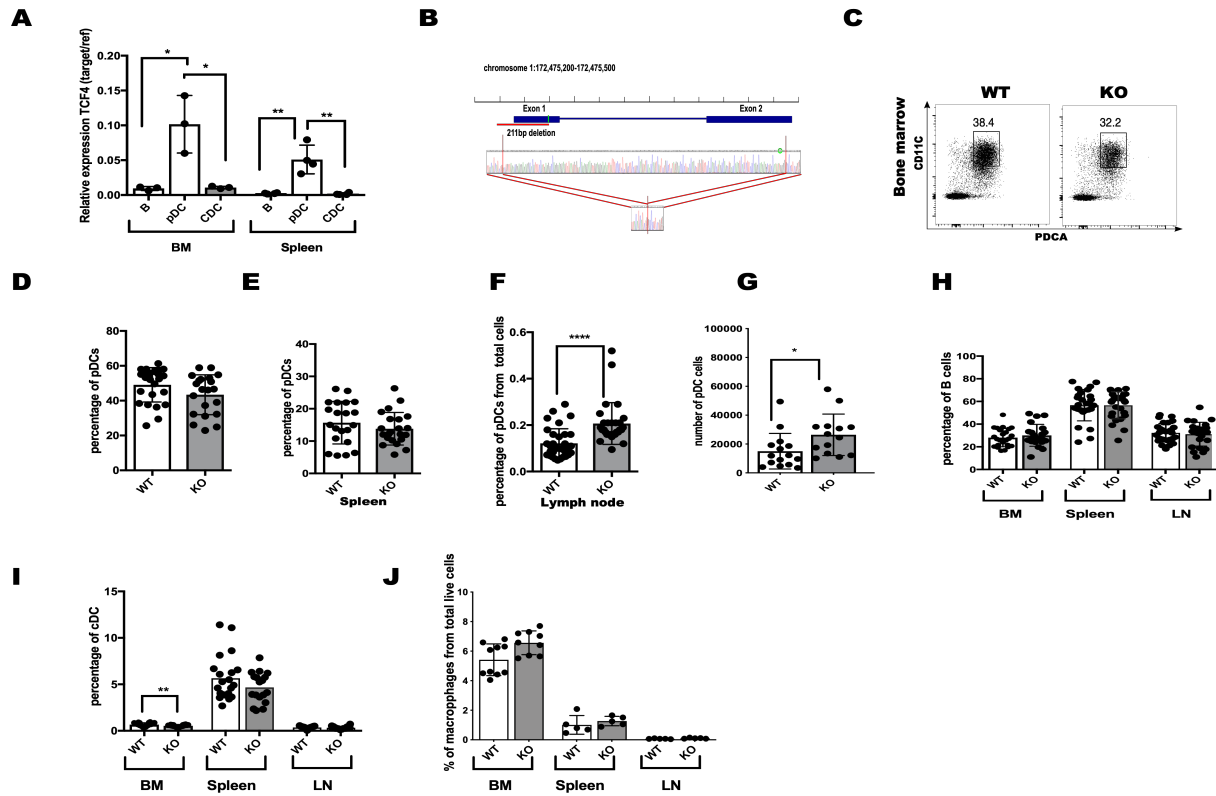 A
B
C
Relative expression TCF4 (target/ref)
0.20
0.15
0.10
0.05
0.00
*
*
**
**
B
pDC
CDC
B
pDC
CDC
BM
Spleen
chromosome 1:172,475,200-172,475,500
Exon 1
Exon 2
211bp deletion
WT
KO
Bone marrow
CD11C
38.4
32.2
PDCA
D
E
F
G
H
percentage of pDCs
80
60
40
20
0
WT
KO
percentage of pDCs
40
30
20
10
0
WT
KO
Spleen
percentage of pDCs from total cells
0.6
0.4
0.2
0.0
****
WT
KO
Lymph node
number of pDC cells
100000
80000
60000
40000
20000
0
*
WT
KO
percentage of B cells
100
80
60
40
20
0
WT
KO
WT
KO
WT
KO
BM
Spleen
LN
I
J
percentage of cDC
15
10
5
0
**
WT
KO
WT
KO
WT
KO
BM
Spleen
LN
% of macropphages from total live cells
10
8
6
4
2
0
WT
KO
WT
KO
WT
KO
BM
Spleen
LN